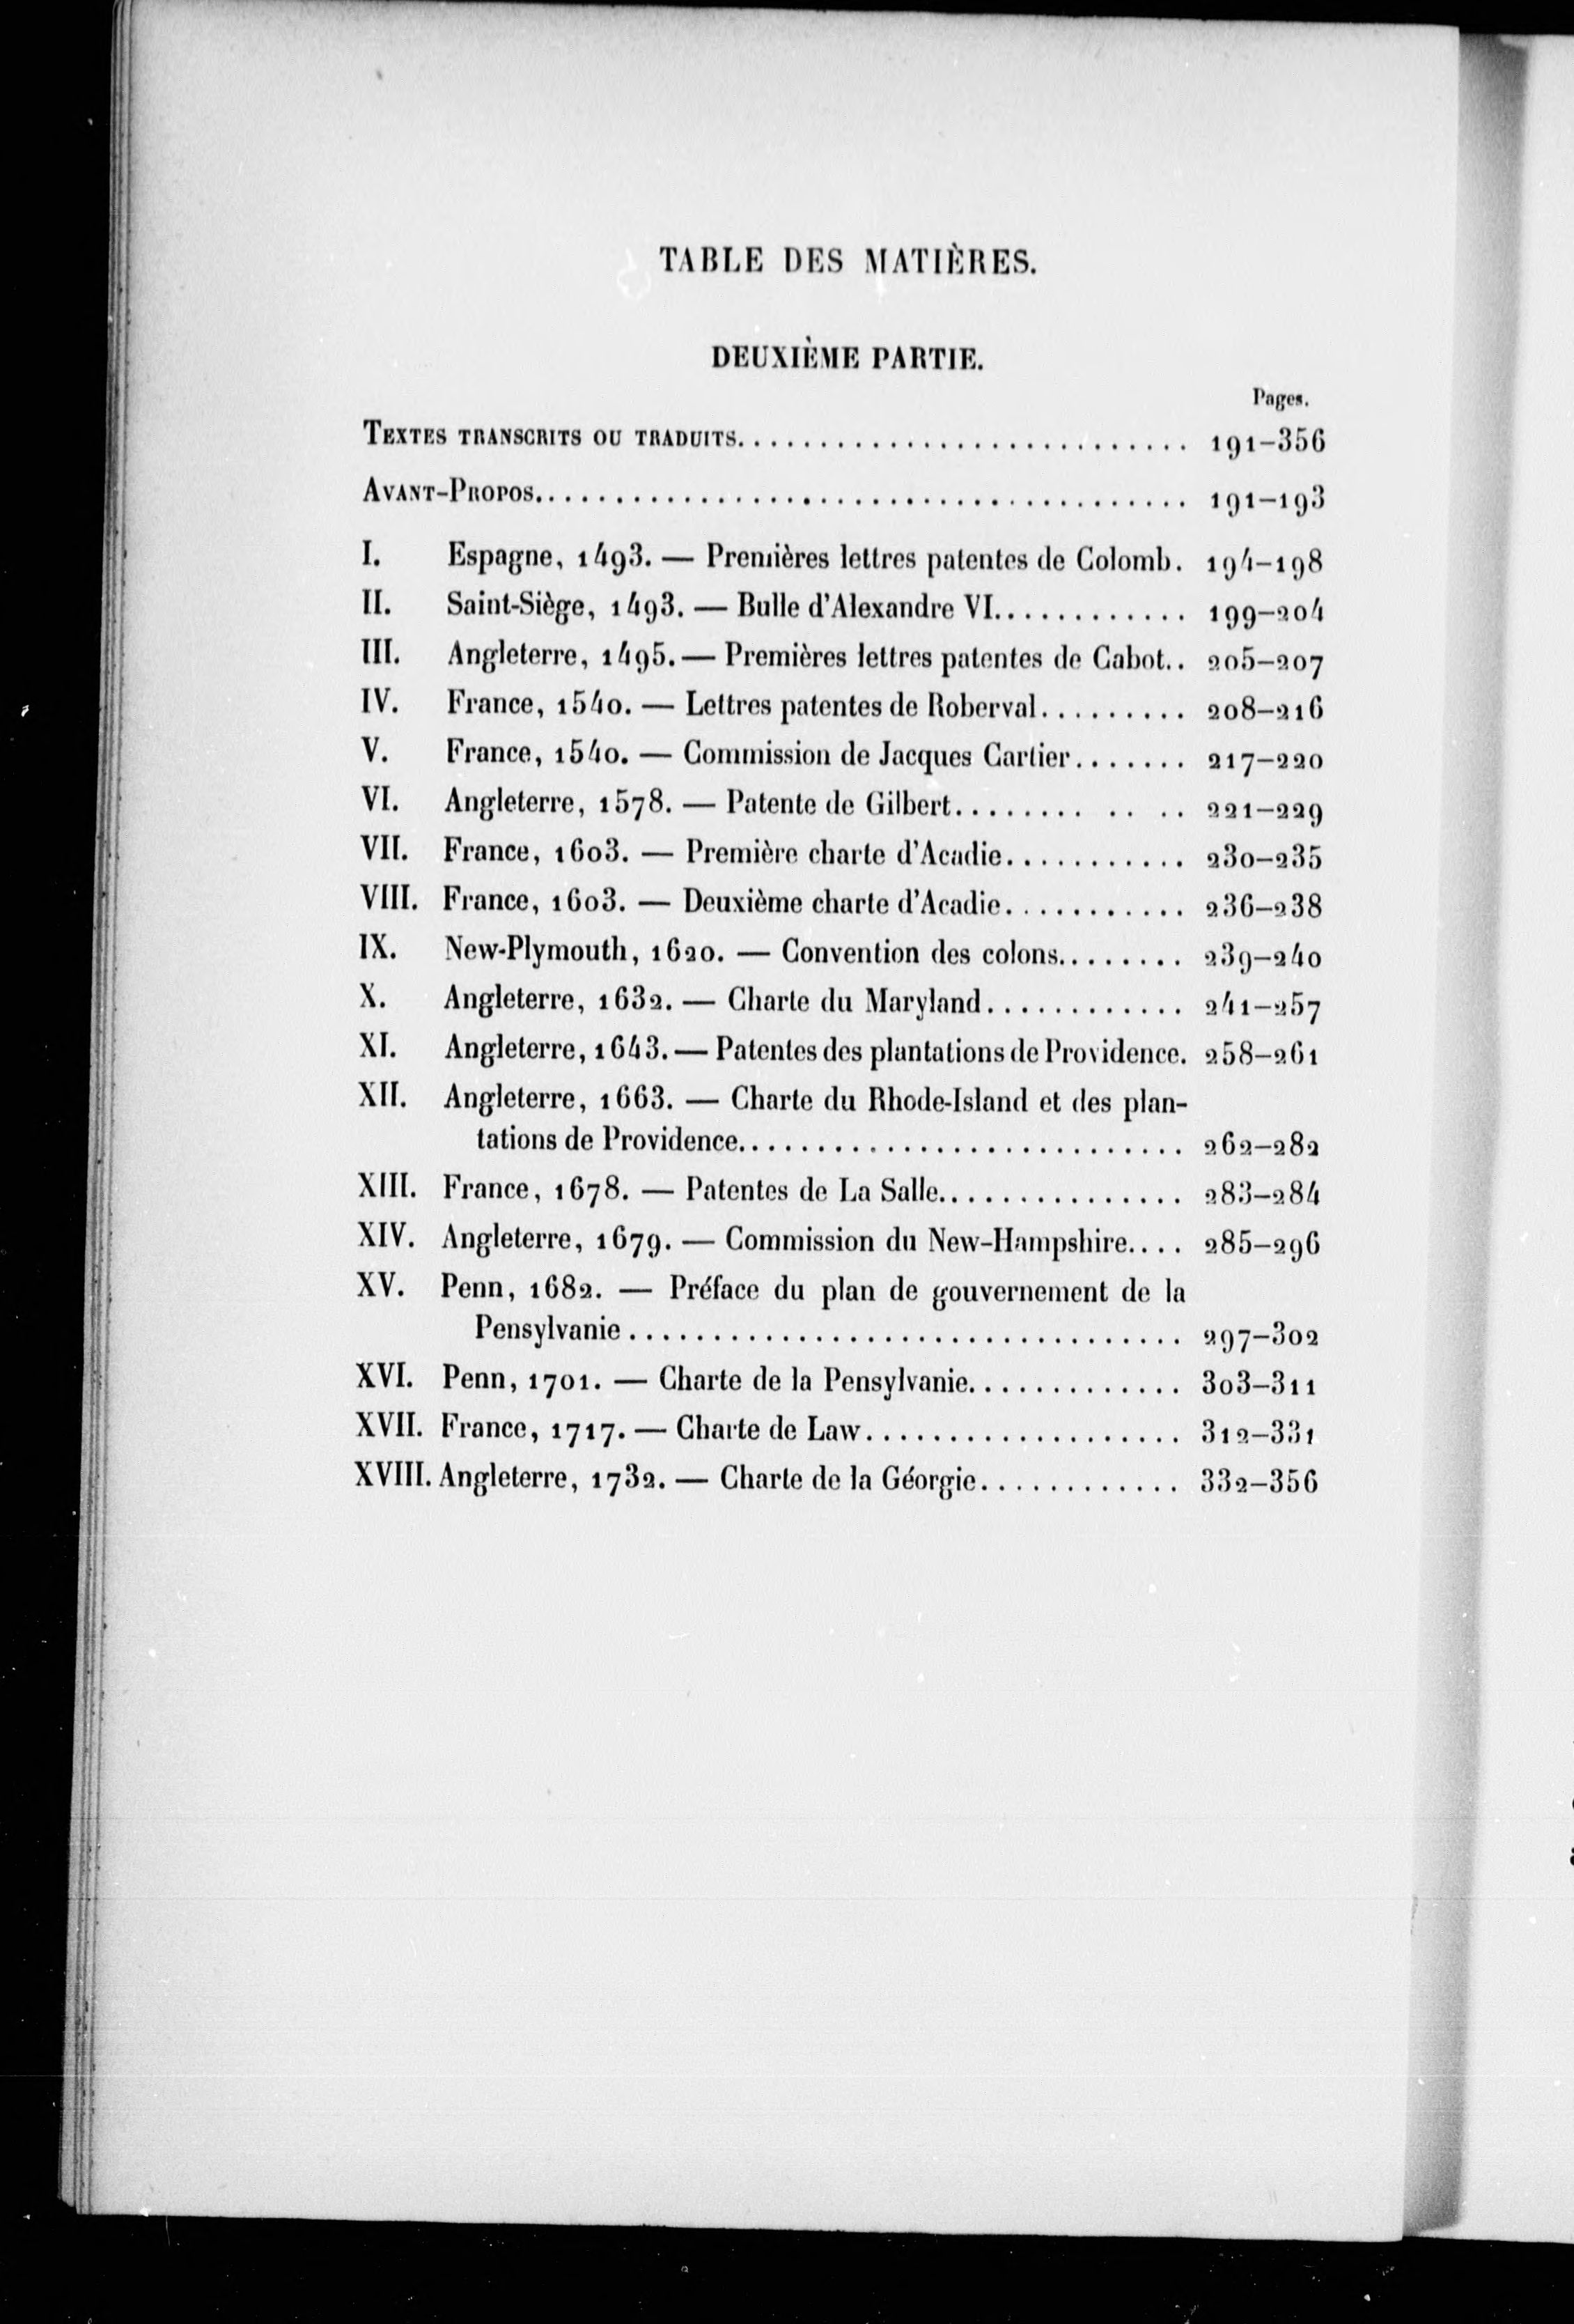 TABLE DES MATIÈRES.
DEUXIÈME PARTIE.
Pages.
TEXTES TRANSCRITS OU TRADUITS............................ 191-356
AVANT-PROPOS........................................ 191-193
I. Espagne, 1493. — Premières lettres patentes de Colomb. 194-198
II. Saint-Siège, 1493. — Bulle d'Alexandre VI............ 199-204
III. Angleterre, 1495. — Premières lettres patentes de Cabot.. 205-207
IV. France, 1540. — Lettres patentes de Roberval......... 208-216
V. France, 1540. — Commission de Jacques Cartier....... 217-220
VI. Angleterre, 1578. — Patente de Gilbert........ .. .. 221-229
VII. France, 1603. — Première charte d'Acadie........... 230-235
VIII. France, 1603. — Deuxième charte d'Acadie........... 236-238
IX. New-Plymouth, 1620. — Convention des colons........ 239-240
X. Angleterre, 1632. — Charte du Maryland............ 241-257
XI. Angleterre, 1643. — Patentes des plantations de Providence. 258-261
XII. Angleterre, 1663. — Charte du Rhode-Island et des plan-
tations de Providence........................... 262-282
XIII. France, 1678. — Patentes de La Salle............... 283-284
XIV. Angleterre, 1679. — Commission du New-Hampshire.... 285-296
XV. Penn, 1682. — Préface du plan de gouvernement de la
Pensylvanie................................. 297-302
XVI. Penn, 1701. — Charte de la Pensylvanie............. 303-311
XVII. France, 1717. — Charte de Law................... 312-331
XVIII. Angleterre, 1732. — Charte de la Géorgie............ 332-356